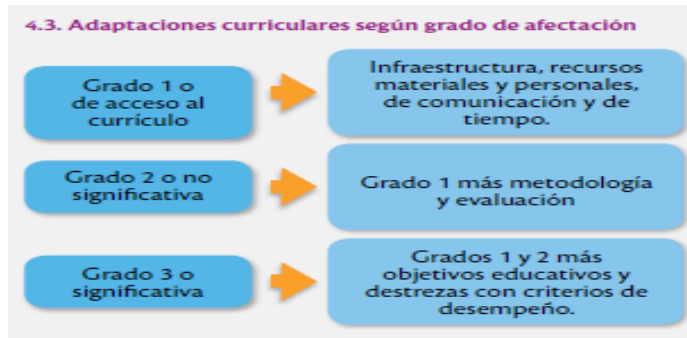 4.3. Adaptaciones curriculares según grado de afectación
Grado 1 o
de acceso al
currículo
Infraestructura, recursos
materiales y personales,
de comunicación y de
tiempo.
Grado 2 o no
significativa
Grado 1 más metodología
y evaluación
Grado 3 o
significativa
Grados 1 y 2 más
objetivos educativos y
destrezas con criterios de
desempeño.